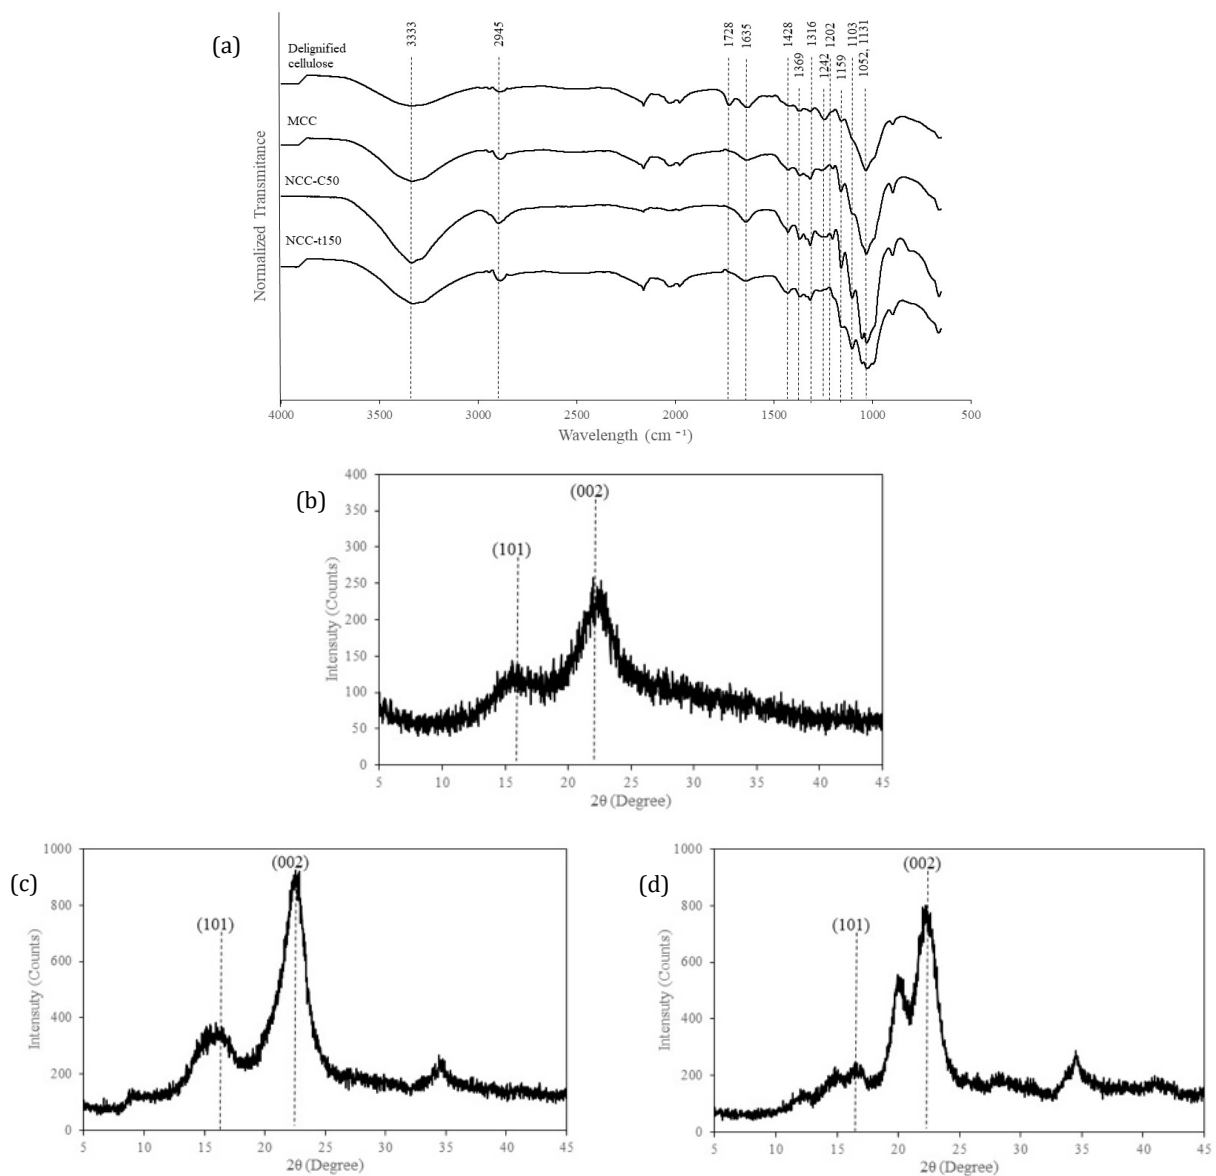 (a)
3333
2945
1728
1635
1428
1369
1316
1242
1202
1159
1103
1052, 1131
Delignified
cellulose
MCC
NCC-C50
NCC-t150
Normalized Transmitance
4000 3500 3000 2500 2000 1500 1000 500
Wavelength (cm⁻¹)
(b)
(002)
(101)
Intensuty (Counts)
400
350
300
250
200
150
100
50
0
5 10 15 20 25 30 35 40 45
2θ (Degree)
(c)
(002)
(101)
Intensuty (Counts)
1000
800
600
400
200
0
5 10 15 20 25 30 35 40 45
2θ (Degree)
(d)
(002)
(101)
Intensuty (Counts)
1000
800
600
400
200
0
5 10 15 20 25 30 35 40 45
2θ (Degree)